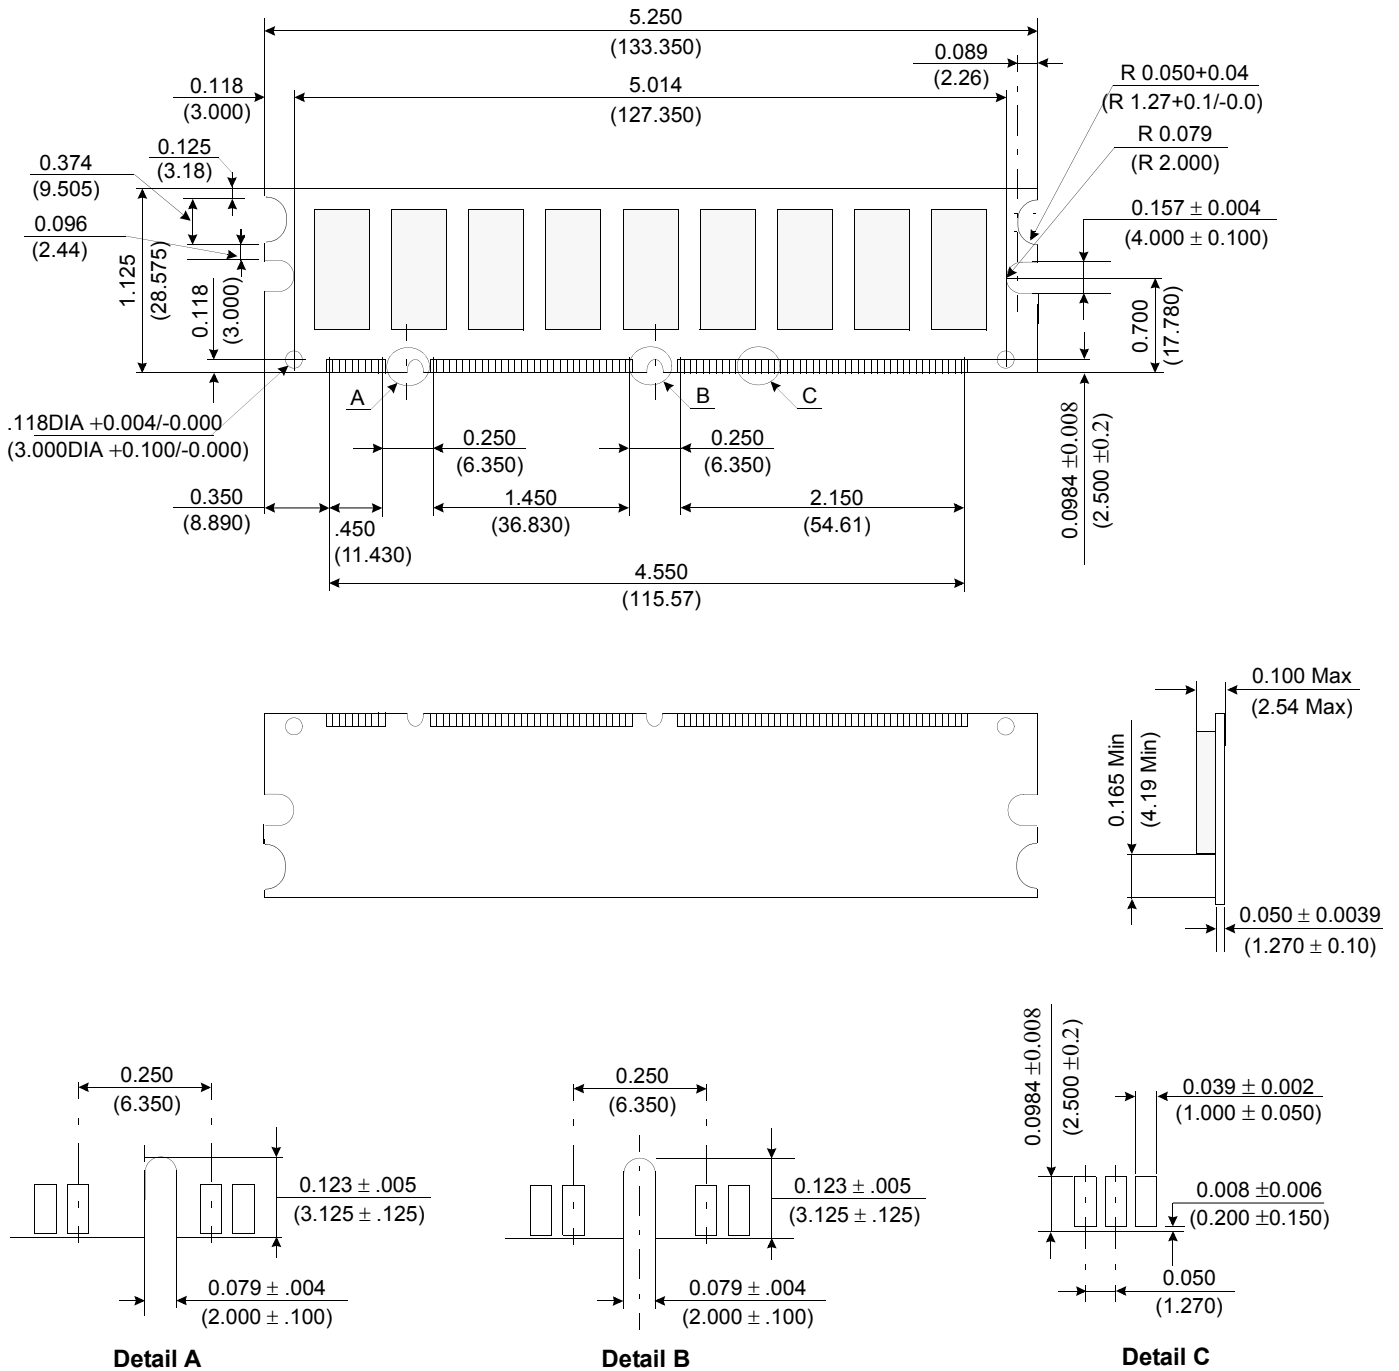 5.250
(133.350)
0.089
(2.26)
R 0.050+0.04
(R 1.27+0.1/-0.0)
0.118
(3.000)
5.014
(127.350)
R 0.079
(R 2.000)
0.125
(3.18)
0.374
(9.505)
0.096
(2.44)
0.157 ± 0.004
(4.000 ± 0.100)
1.125
(28.575)
0.118
(3.000)
0.700
(17.780)
A
B
C
.118DIA +0.004/-0.000
(3.000DIA +0.100/-0.000)
0.250
(6.350)
0.250
(6.350)
0.0984 ±0.008
(2.500 ±0.2)
0.350
(8.890)
.450
(11.430)
1.450
(36.830)
2.150
(54.61)
4.550
(115.57)
0.100 Max
(2.54 Max)
0.165 Min
(4.19 Min)
0.050 ± 0.0039
(1.270 ± 0.10)
0.250
(6.350)
0.123 ± .005
(3.125 ± .125)
0.079 ± .004
(2.000 ± .100)
Detail A
0.250
(6.350)
0.123 ± .005
(3.125 ± .125)
0.079 ± .004
(2.000 ± .100)
Detail B
0.0984 ±0.008
(2.500 ±0.2)
0.039 ± 0.002
(1.000 ± 0.050)
0.008 ±0.006
(0.200 ±0.150)
0.050
(1.270)
Detail C